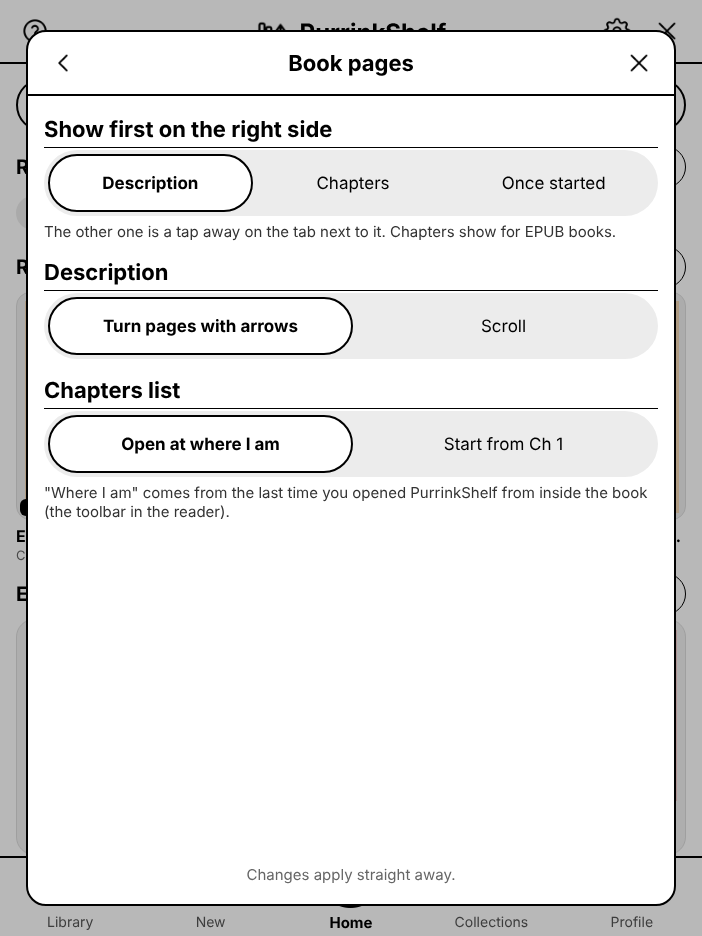 PurrinkShelf
Book pages
Show first on the right side
Description
Chapters
Once started
The other one is a tap away on the tab next to it. Chapters show for EPUB books.
Description
Turn pages with arrows
Scroll
Chapters list
Open at where I am
Start from Ch 1
"Where I am" comes from the last time you opened PurrinkShelf from inside the book
(the toolbar in the reader).
Changes apply straight away.
Library
New
Home
Collections
Profile